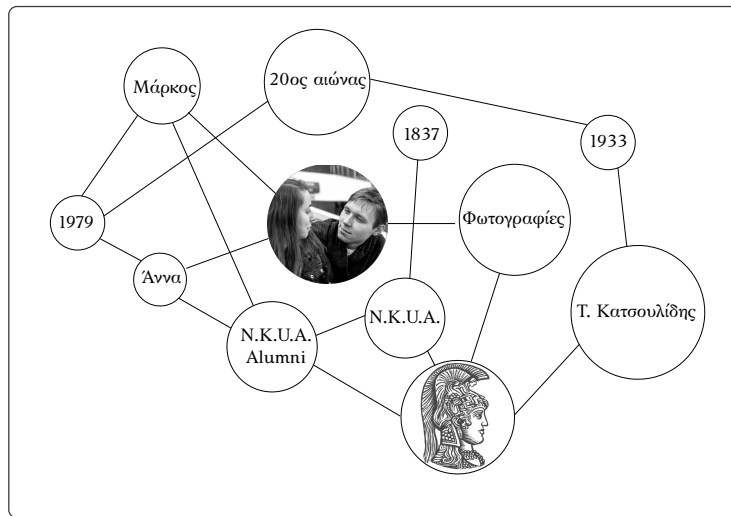 Μάρκος
20ος αιώνας
1837
1933
1979
Φωτογραφίες
Άννα
N.K.U.A.
Alumni
N.K.U.A.
Τ. Κατσουλίδης